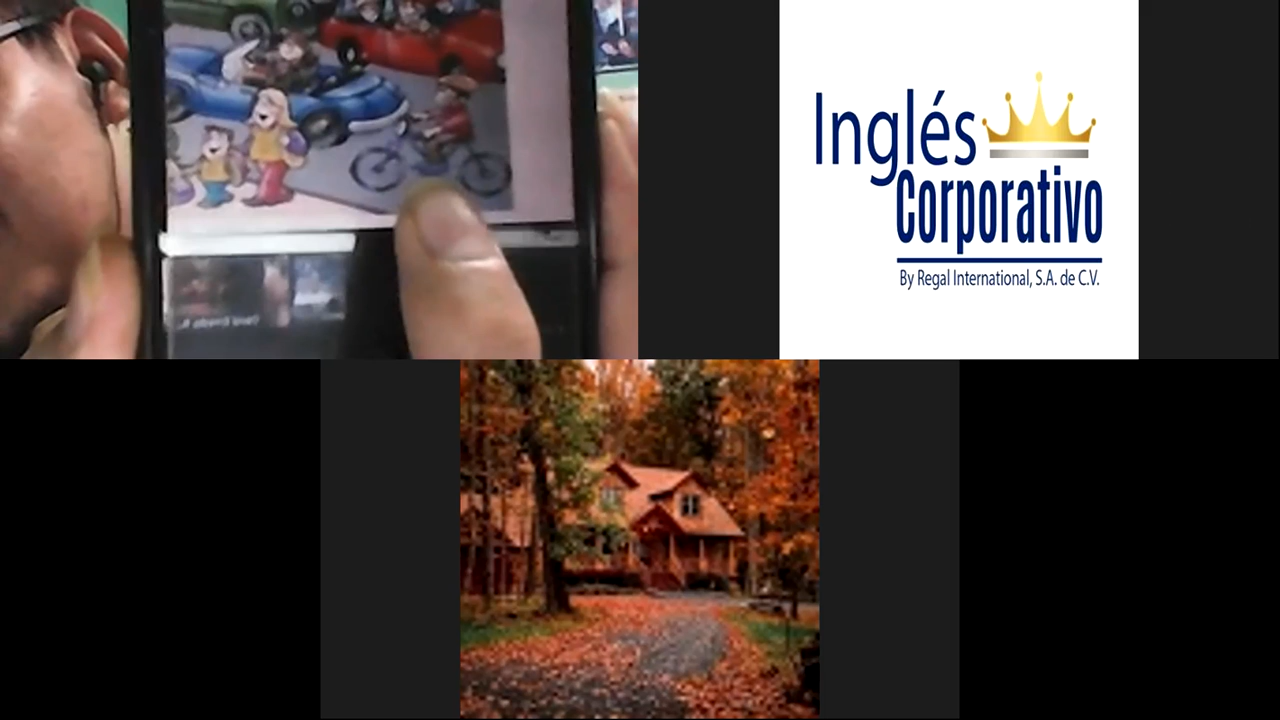 Inglés
Corporativo
By Regal International, S.A. de C.V.